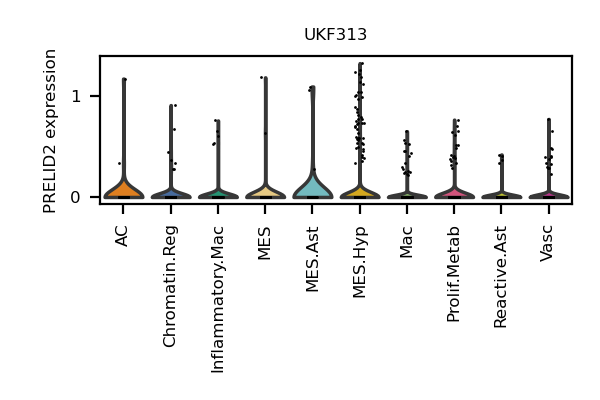 UKF313
PRELID2 expression
1
0
AC
Chromatin.Reg
Inflammatory.Mac
MES
MES.Ast
MES.Hyp
Mac
Prolif.Metab
Reactive.Ast
Vasc